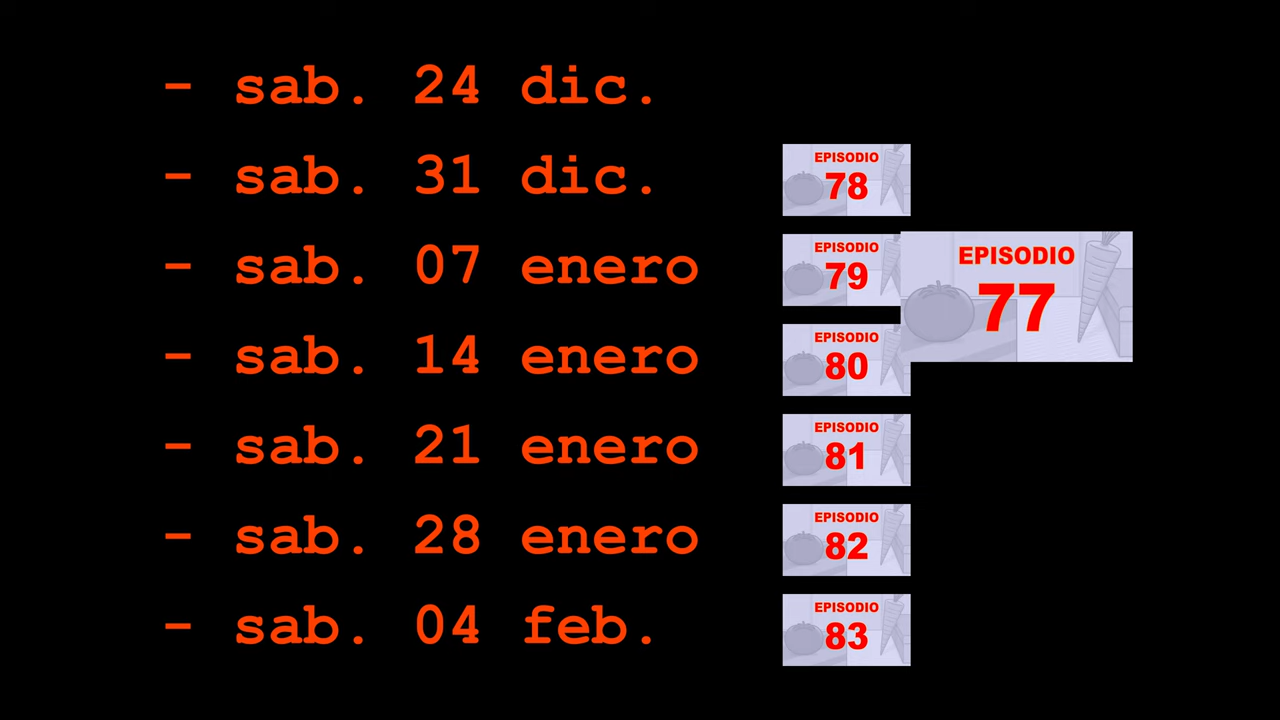 - sab. 24 dic.
- sab. 31 dic.
EPISODIO
78
- sab. 07 enero
EPISODIO
79
EPISODIO
77
- sab. 14 enero
EPISODIO
80
- sab. 21 enero
EPISODIO
81
- sab. 28 enero
EPISODIO
82
- sab. 04 feb.
EPISODIO
83